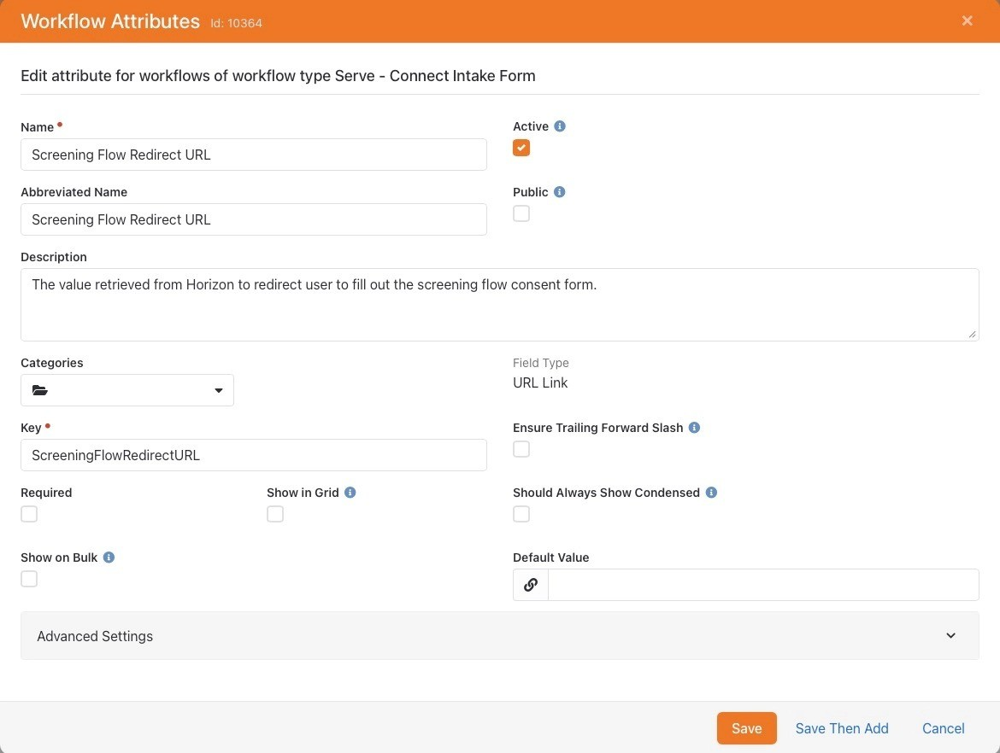 Workflow Attributes Id: 10364
Edit attribute for workflows of workflow type Serve - Connect Intake Form
Name
Screening Flow Redirect URL
Active
Abbreviated Name
Screening Flow Redirect URL
Public
Description
The value retrieved from Horizon to redirect user to fill out the screening flow consent form.
Categories
Field Type
URL Link
Key
ScreeningFlowRedirectURL
Ensure Trailing Forward Slash
Required
Show in Grid
Should Always Show Condensed
Show on Bulk
Default Value
Advanced Settings
Save
Save Then Add
Cancel